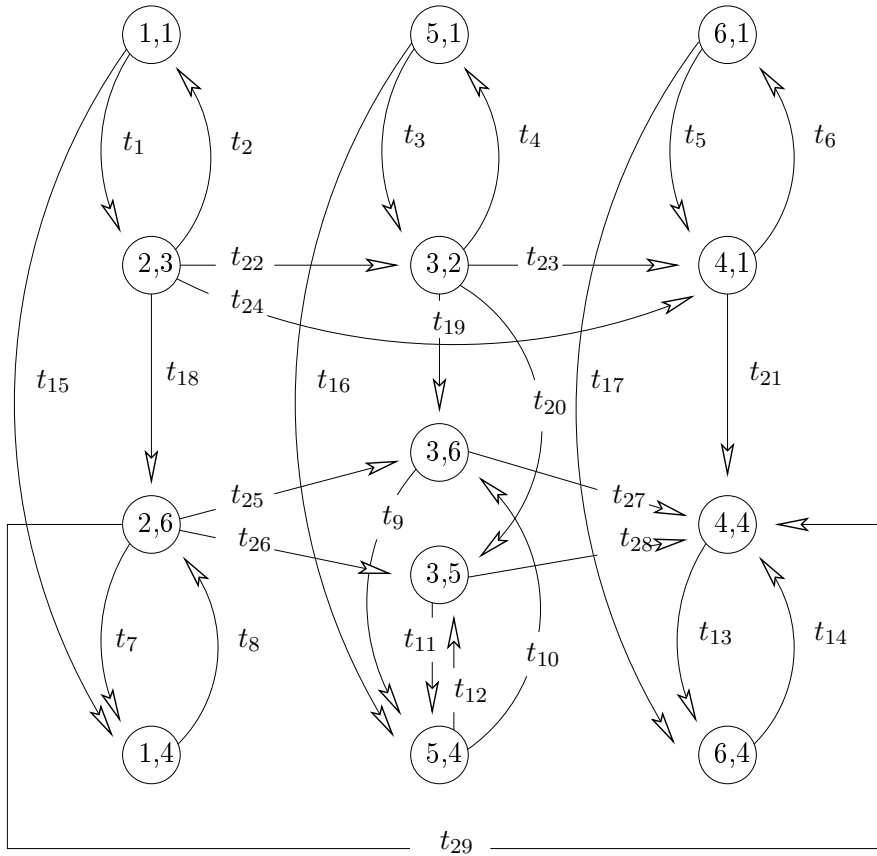 1,1 5,1 6,1
t1 t2 t3 t4 t5 t6
2,3 t22 3,2 t23 4,1
t24
t19
t15 t18 t16 t17 t21
t20
3,6
t25 t27
t9
2,6 4,4
t26 t28
3,5
t7 t8 t11 t10 t13 t14
t12
1,4 5,4 6,4
t29